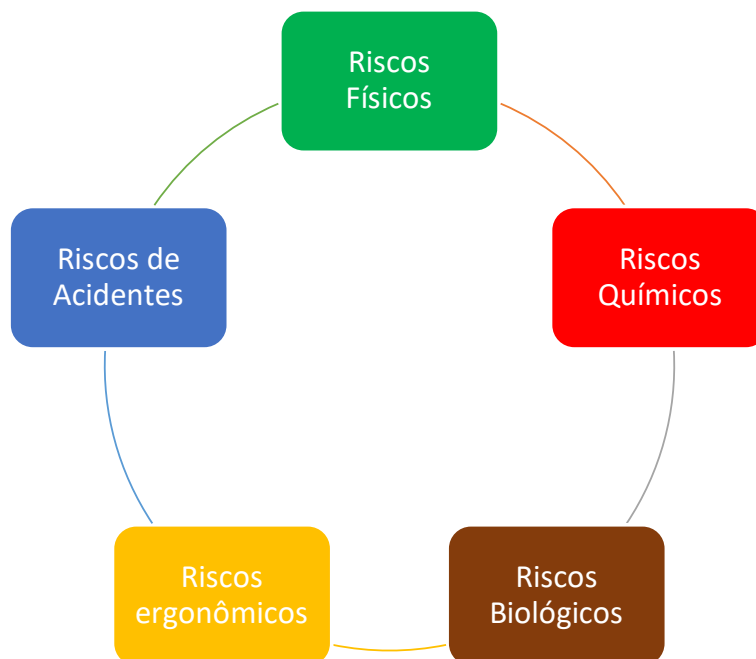 Riscos
Físicos
Riscos de
Acidentes
Riscos
Químicos
Riscos
ergonômicos
Riscos
Biológicos